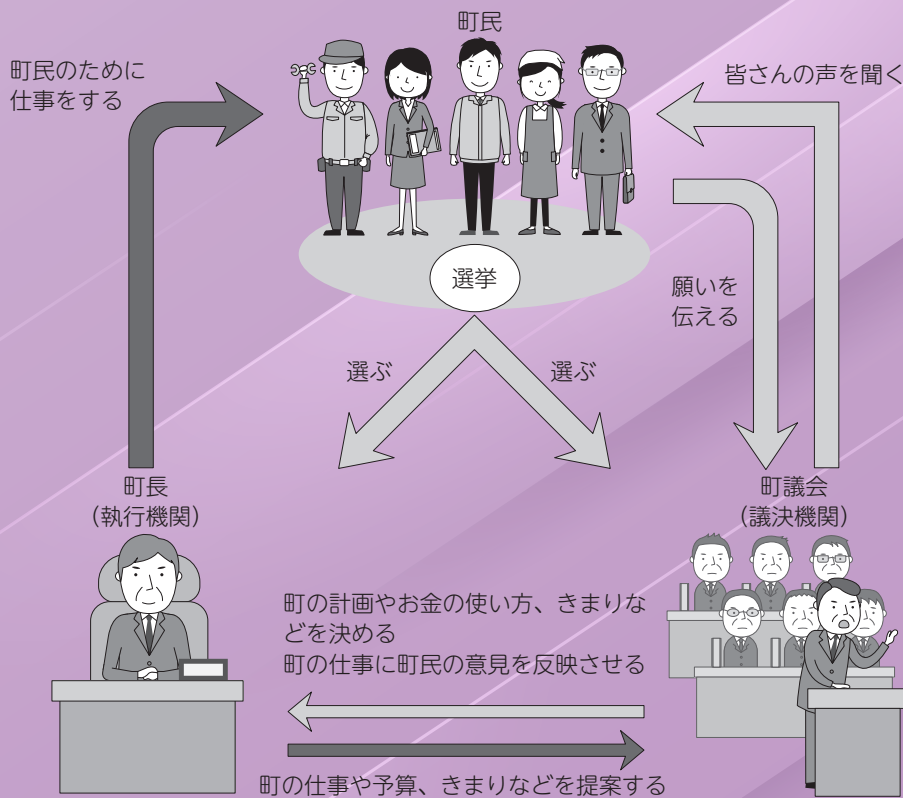 町民
町民のために
仕事をする
皆さんの声を聞く
選挙
願いを
伝える
選ぶ
選ぶ
町長
（執行機関）
町議会
（議決機関）
町の計画やお金の使い方、きまりな
どを決める
町の仕事に町民の意見を反映させる
町の仕事や予算、きまりなどを提案する